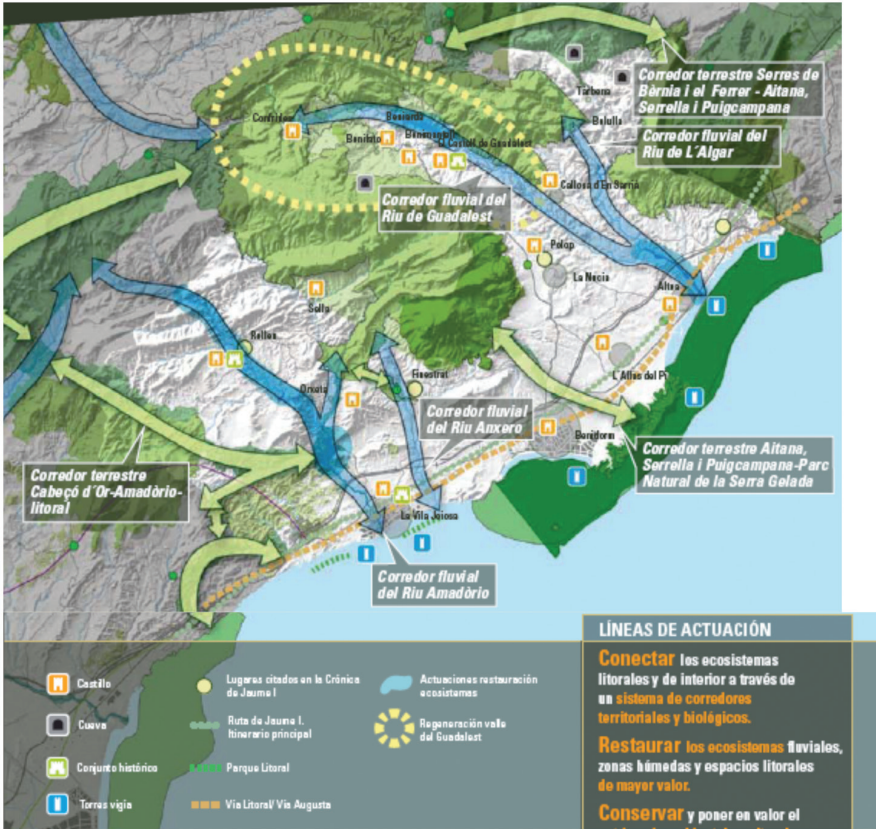 Corredor terrestre Serres de
Bèrnia i el Ferrer - Aitana,
Serrella i Puigcampana
Tàrbena
Corredor fluvial del
Riu de L´Algar
Bolulla
Confrides
Beniardà
Benifato
Benimantell
El Castell de Guadalest
Callosa d'En Sarrià
Corredor fluvial del
Riu de Guadalest
Polop
La Nucia
Altea
Sella
Relleu
Orxeta
Finestrat
L´Alfas del Pi
Corredor fluvial
del Riu Anxero
Benidorm
Corredor terrestre Aitana,
Serrella i Puigcampana-Parc
Natural de la Serra Gelada
Corredor terrestre
Cabeçó d´Or-Amadòrio-
litoral
La Vila Joiosa
Corredor fluvial
del Riu Amadòrio
LÍNEAS DE ACTUACIÓN
Conectar los ecosistemas
litorales y de interior a través de
un sistema de corredores
territoriales y biológicos.
Restaurar los ecosistemas fluviales,
zonas húmedas y espacios litorales
de mayor valor.
Conservar y poner en valor el
Castillo
Cueva
Conjunto histórico
Torres vigía
Lugares citados en la Crónica
de Jaume I
Ruta de Jaume I.
Itinerario principal
Parque Litoral
Vía Litoral/ Vía Augusta
Actuaciones restauración
ecosistemas
Regeneración valle
del Guadalest